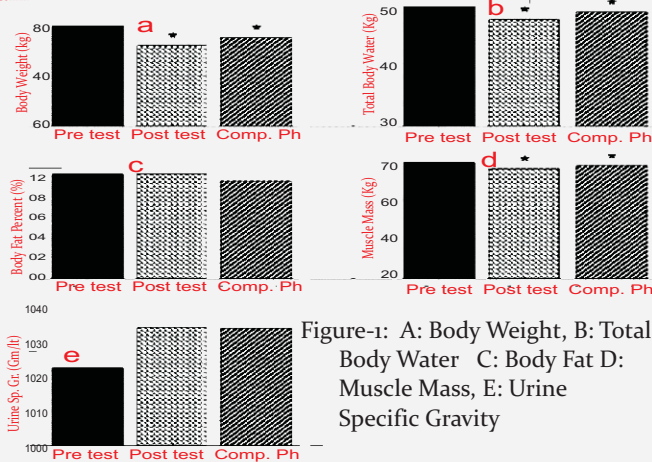 a
*
*
Body Weight (kg)
80
40
60
Pre test Post test Comp. Ph
b
*
*
Total Body Water (Kg)
50
40
30
Pre test Post test Comp. Ph
c
Body Fat Percent (%)
12
08
06
04
02
00
Pre test Post test Comp. Ph
d
*
*
Muscle Mass (Kg)
70
60
40
20
Pre test Post test Comp. Ph
e
Urine Sp. Gr. (Gm/lt)
1040
1030
1020
1010
1000
Pre test Post test Comp. Ph
Figure-1: A: Body Weight, B: Total
Body Water C: Body Fat D:
Muscle Mass, E: Urine
Specific Gravity